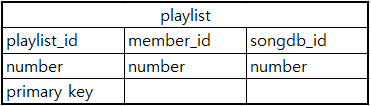 playlist
playlist_id member_id songdb_id
number number number
primary key